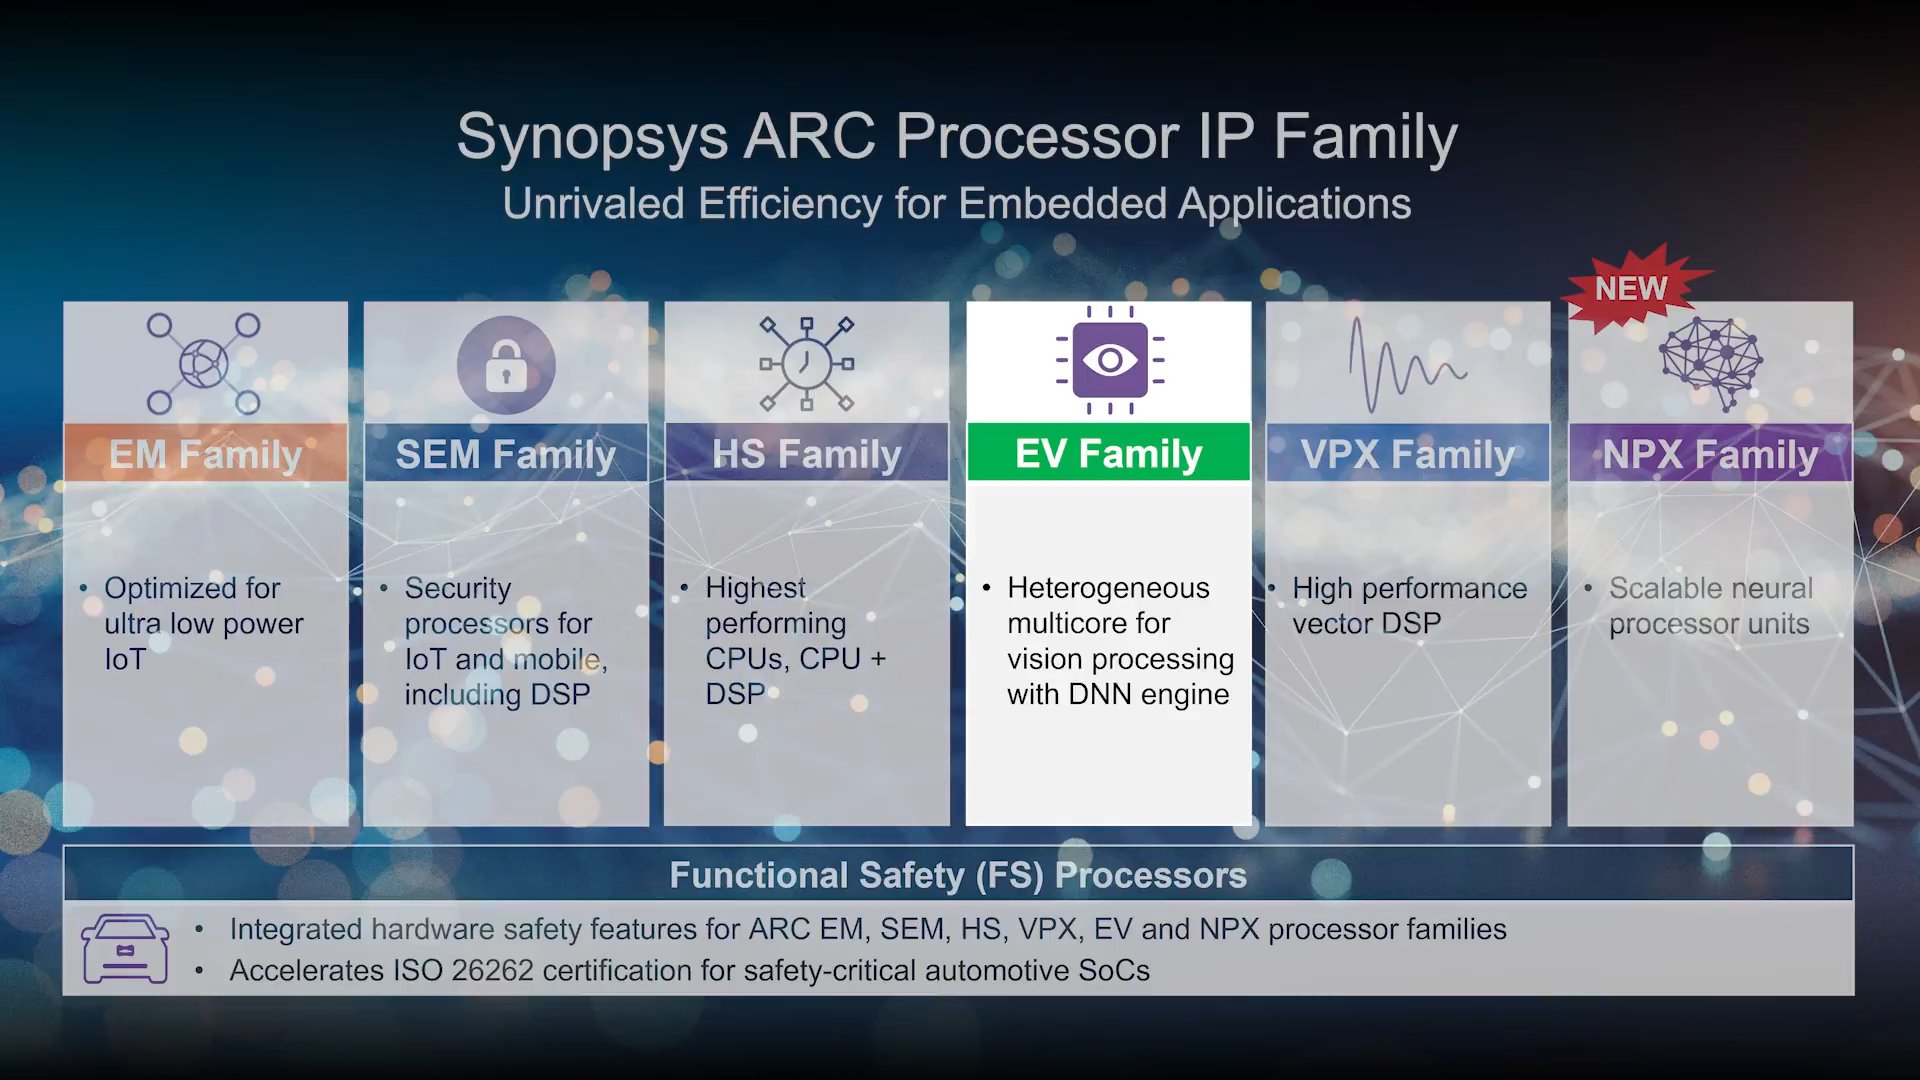 Synopsys ARC Processor IP Family
Unrivaled Efficiency for Embedded Applications
NEW
EM Family
• Optimized for
ultra low power
IoT
SEM Family
• Security
processors for
IoT and mobile,
including DSP
HS Family
• Highest
performing
CPUs, CPU +
DSP
EV Family
• Heterogeneous
multicore for
vision processing
with DNN engine
VPX Family
• High performance
vector DSP
NPX Family
• Scalable neural
processor units
Functional Safety (FS) Processors
• Integrated hardware safety features for ARC EM, SEM, HS, VPX, EV and NPX processor families
• Accelerates ISO 26262 certification for safety-critical automotive SoCs